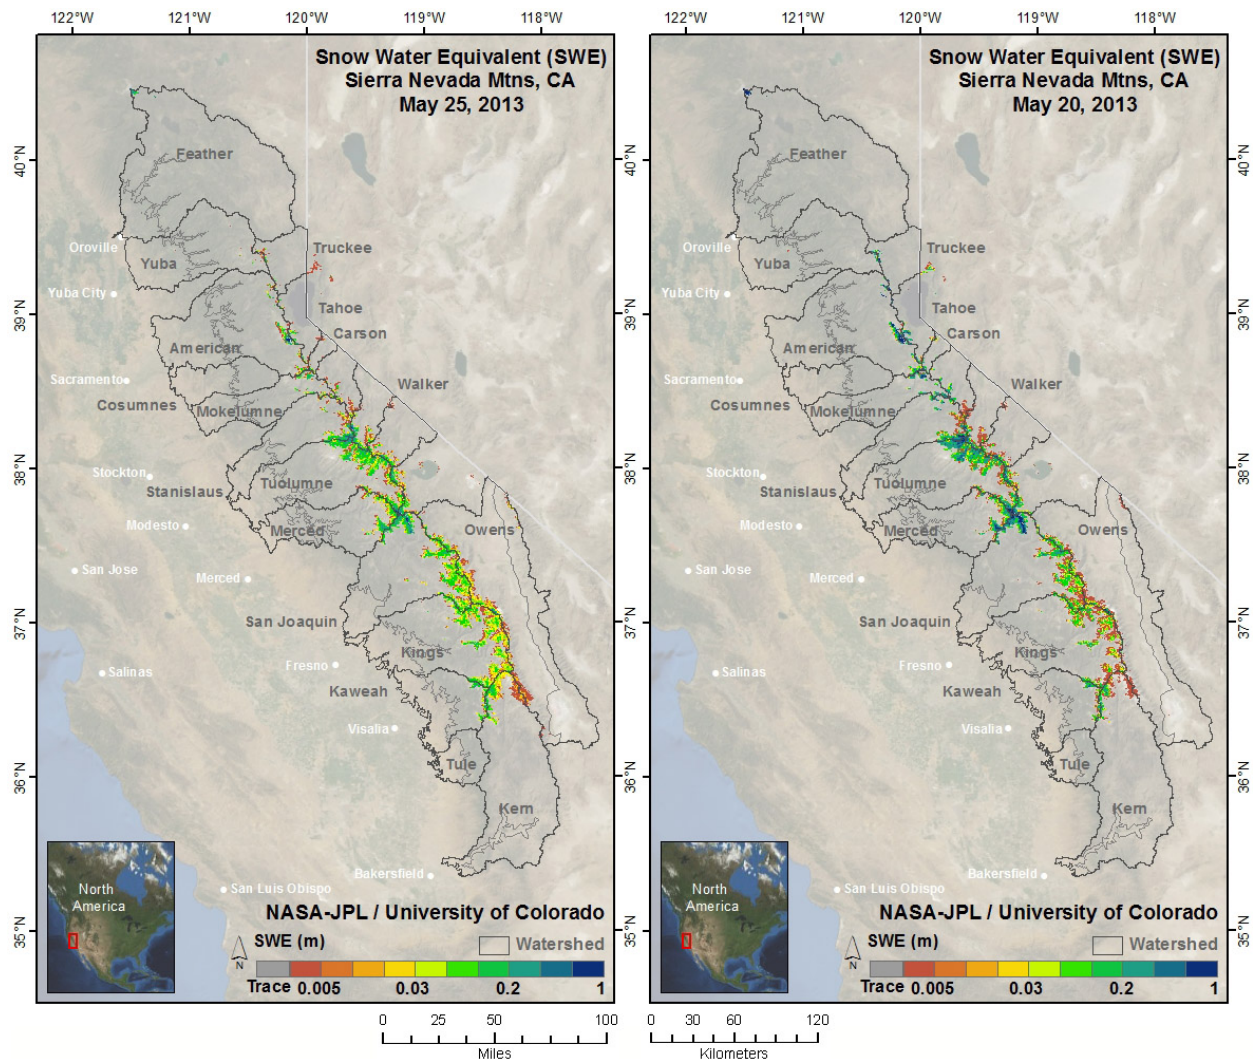 122°W 121°W 120°W 119°W 118°W
Snow Water Equivalent (SWE)
Sierra Nevada Mtns, CA
May 25, 2013
40°N
39°N
38°N
37°N
36°N
35°N
Feather
Oroville
Truckee
Yuba
Yuba City
Tahoe
Carson
American
Sacramento
Walker
Cosumnes
Mokelumne
Stockton
Tuolumne
Stanislaus
Modesto
Merced
Owens
San Jose
Merced
San Joaquin
Kings
Fresno
Salinas
Kaweah
Visalia
Tule
Kern
Bakersfield
San Luis Obispo
North
America
NASA-JPL / University of Colorado
N
SWE (m)
Watershed
Trace 0.005 0.03 0.2 1
122°W 121°W 120°W 119°W 118°W
Snow Water Equivalent (SWE)
Sierra Nevada Mtns, CA
May 20, 2013
40°N
39°N
38°N
37°N
36°N
35°N
Feather
Oroville
Truckee
Yuba
Yuba City
Tahoe
Carson
American
Sacramento
Walker
Cosumnes
Mokelumne
Stockton
Tuolumne
Stanislaus
Modesto
Merced
Owens
San Jose
Merced
San Joaquin
Kings
Fresno
Salinas
Kaweah
Visalia
Tule
Kern
Bakersfield
San Luis Obispo
North
America
NASA-JPL / University of Colorado
N
SWE (m)
Watershed
Trace 0.005 0.03 0.2 1
0 25 50 100
Miles
0 30 60 120
Kilometers